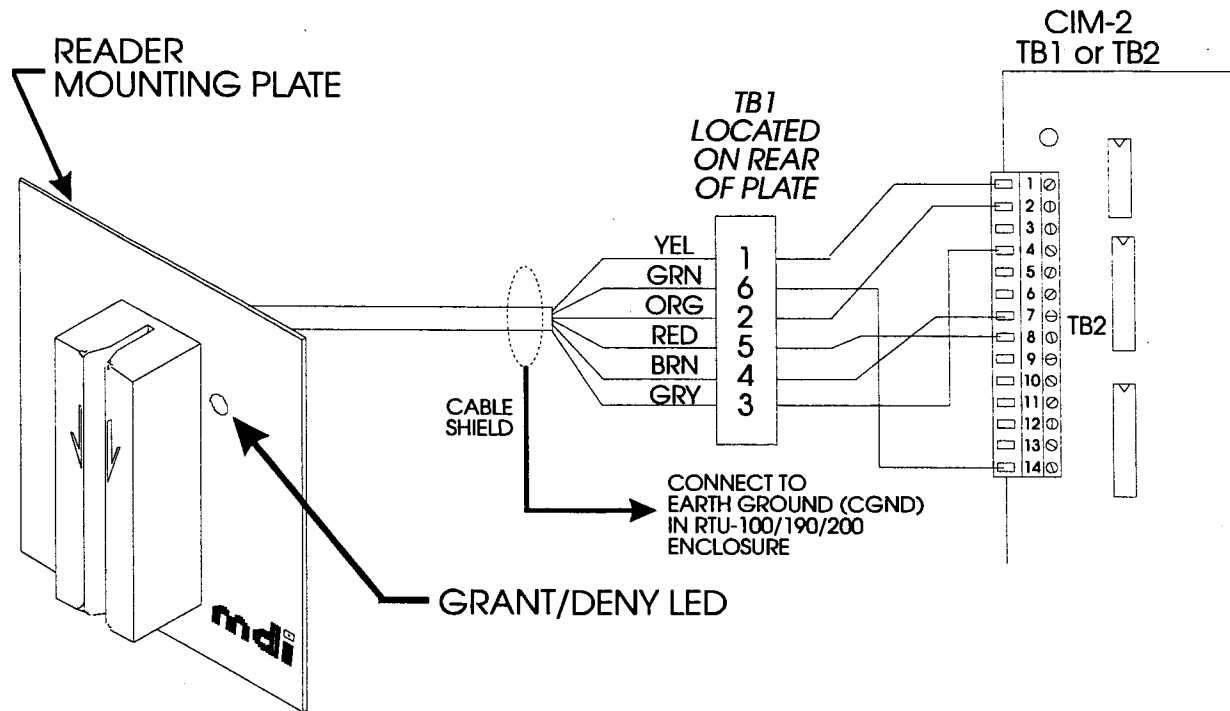 READER
MOUNTING PLATE
CIM-2
TB1 or TB2
TB1
LOCATED
ON REAR
OF PLATE
YEL
GRN
ORG
RED
BRN
GRY
1
6
2
5
4
3
1
2
3
4
5
6
7
8
9
10
11
12
13
14
TB2
CABLE
SHIELD
CONNECT TO
EARTH GROUND (CGND)
IN RTU-100/190/200
ENCLOSURE
GRANT/DENY LED
mdi